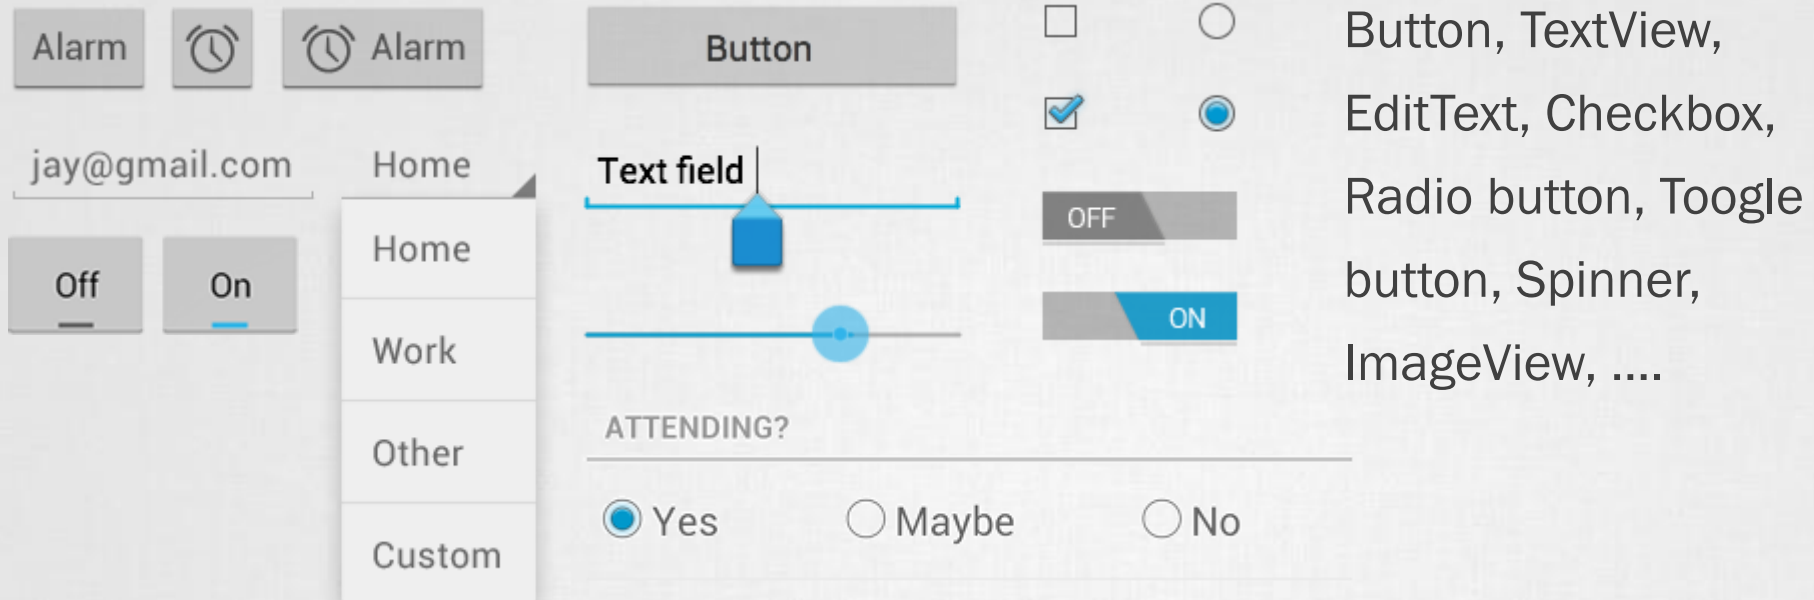 Alarm
Alarm
jay@gmail.com
Home
Home
Work
Other
Custom
Off
On
Button
Text field
ATTENDING?
Yes
Maybe
No
OFF
ON
Button, TextView,
EditText, Checkbox,
Radio button, Toogle
button, Spinner,
ImageView, ....